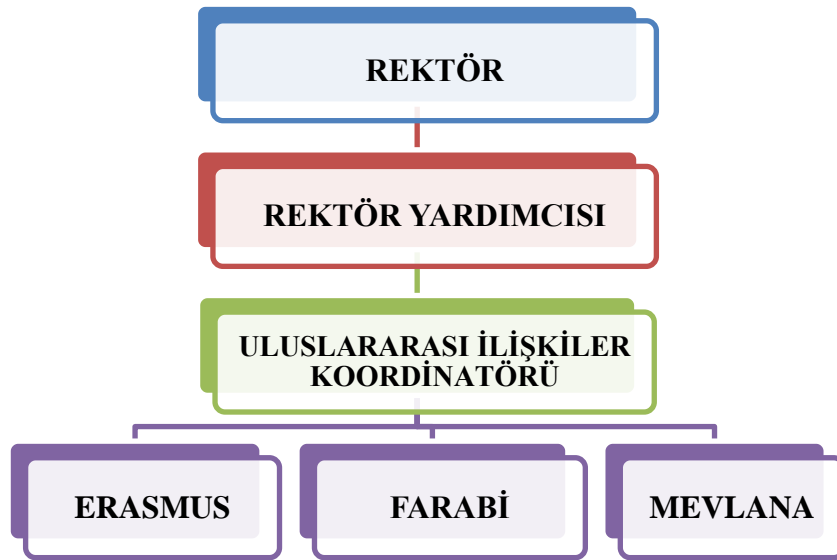 REKTÖR
REKTÖR YARDIMCISI
ULUSLARARASI İLİŞKİLER
KOORDİNATÖRÜ
ERASMUS
FARABİ
MEVLANA